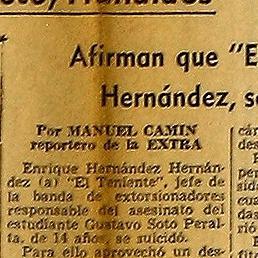 Afirman que "E
Hernández, s
Por MANUEL CAMIN
reportero de la EXTRA
Enrique Hernández Hernán-
dez (a) "El Teniente", jefe de
la banda de extorsionadores
responsable del asesinato del
estudiante Gustavo Soto Peral-
ta, de 14 años, se suicidó.
Para ello aprovechó un des-